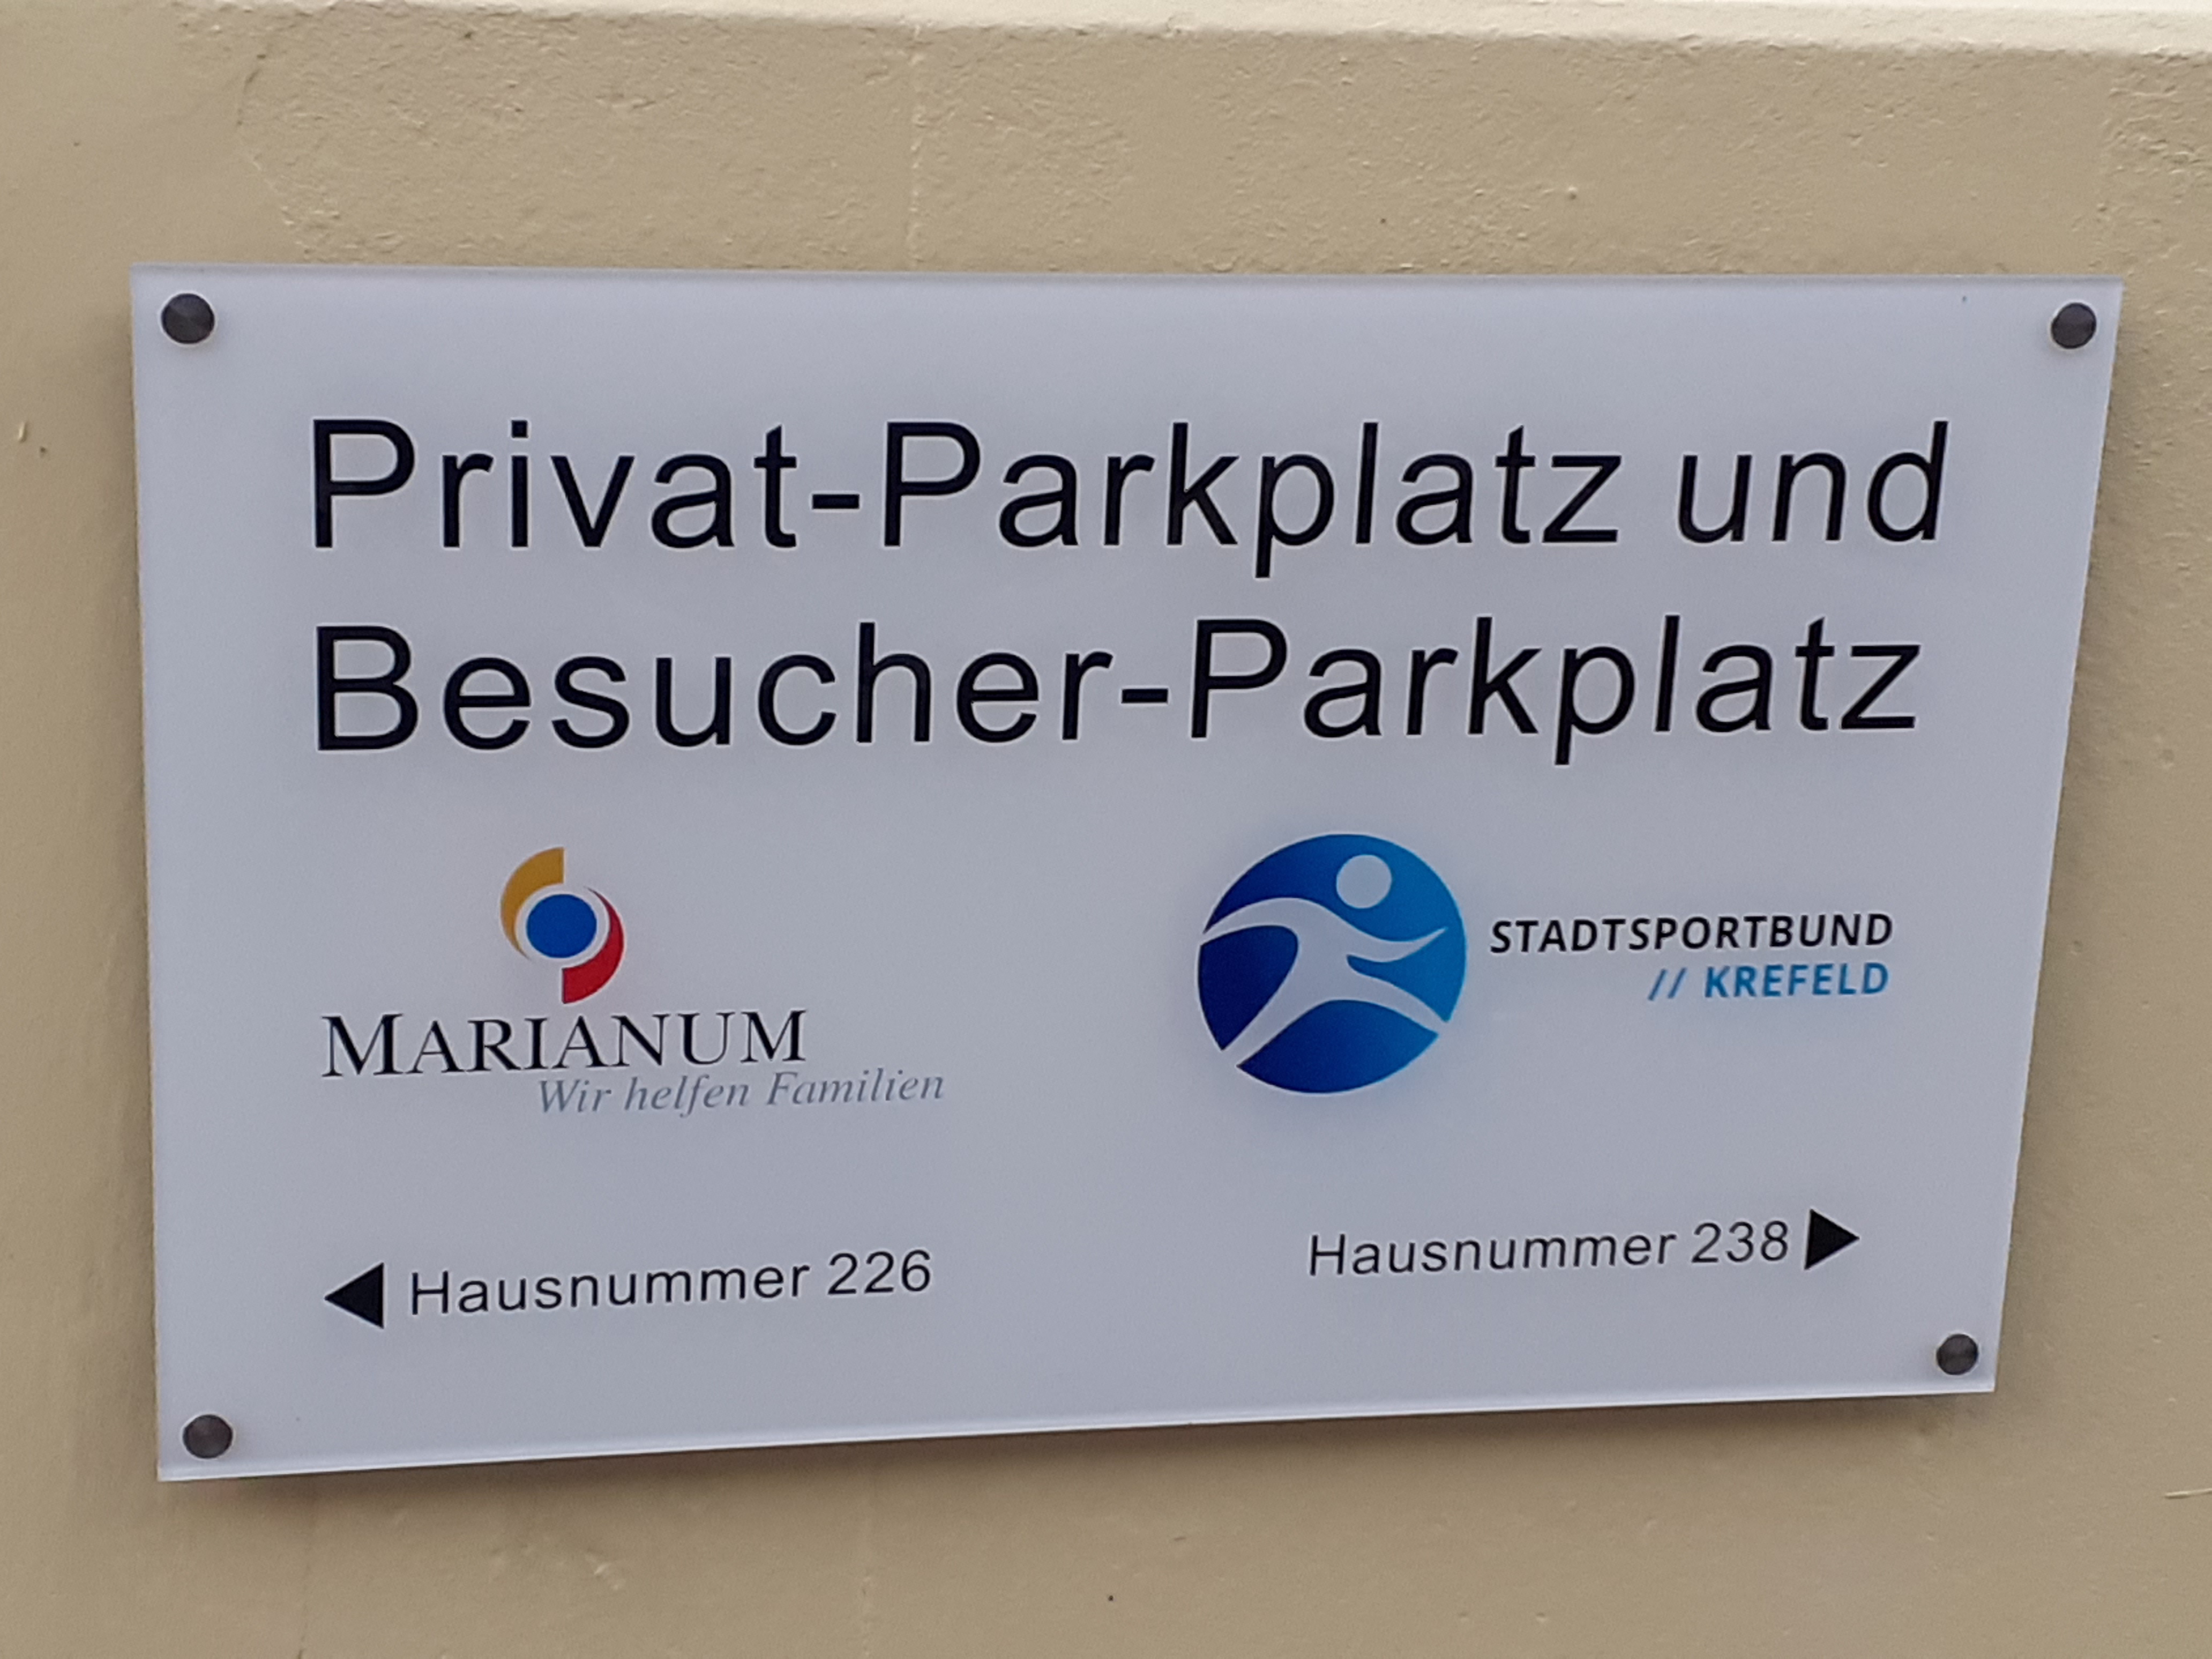 Privat-Parkplatz und
Besucher-Parkplatz
MARIANUM
Wir helfen Familien
STADTSPORTBUND
// KREFELD
Hausnummer 226
Hausnummer 238